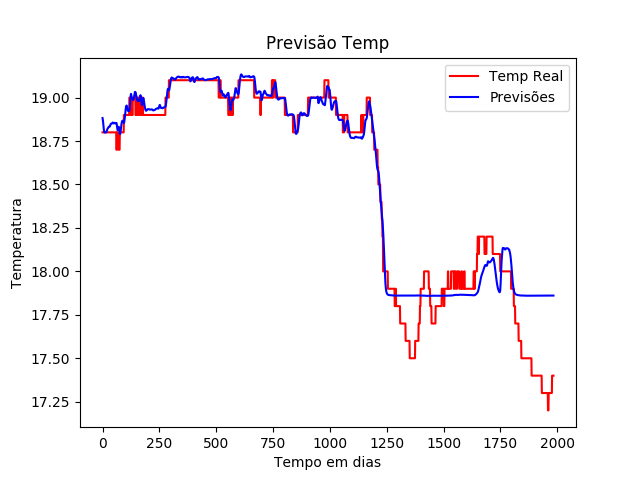 Previsão Temp
Temp Real
Previsões
19.00
18.75
18.50
18.25
18.00
17.75
17.50
17.25
Temperatura
0 250 500 750 1000 1250 1500 1750 2000
Tempo em dias